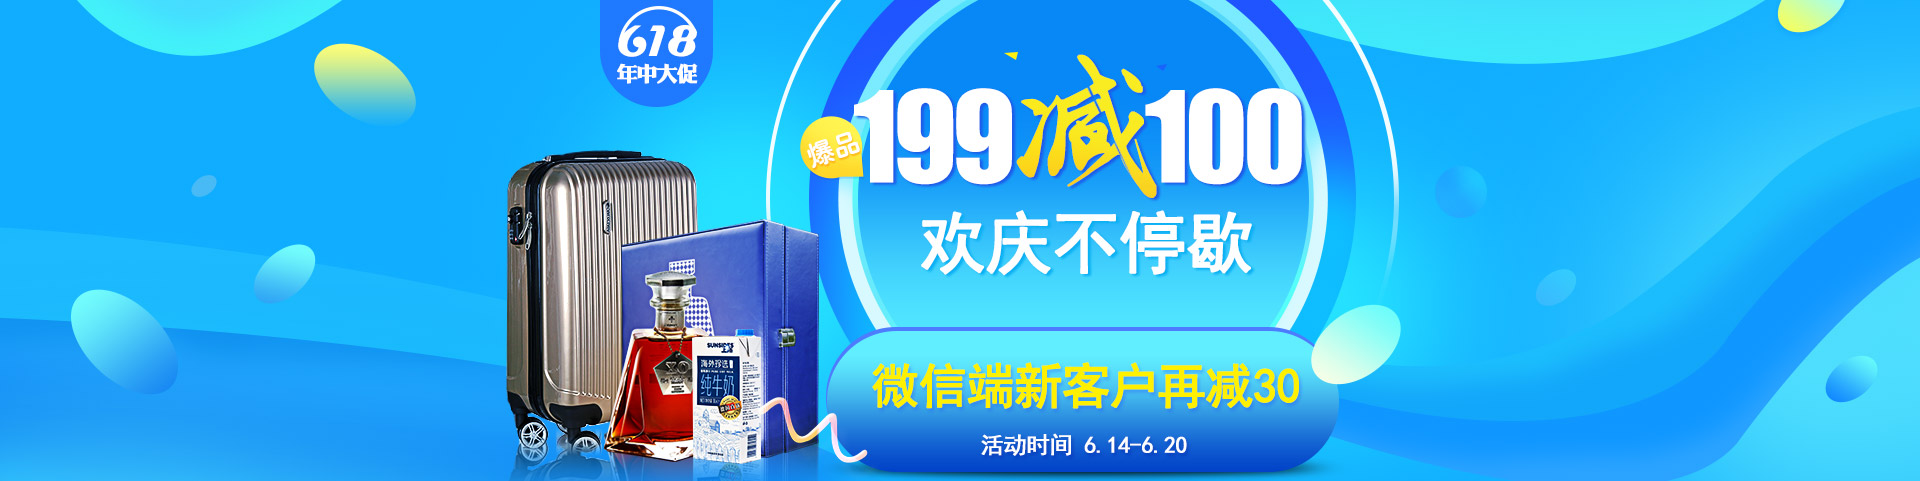 618
年中大促
爆品
199减100
欢庆不停歇
微信端新客户再减30
活动时间 6.14-6.20
XO
SUNSIDES
海外珍选
纯牛奶